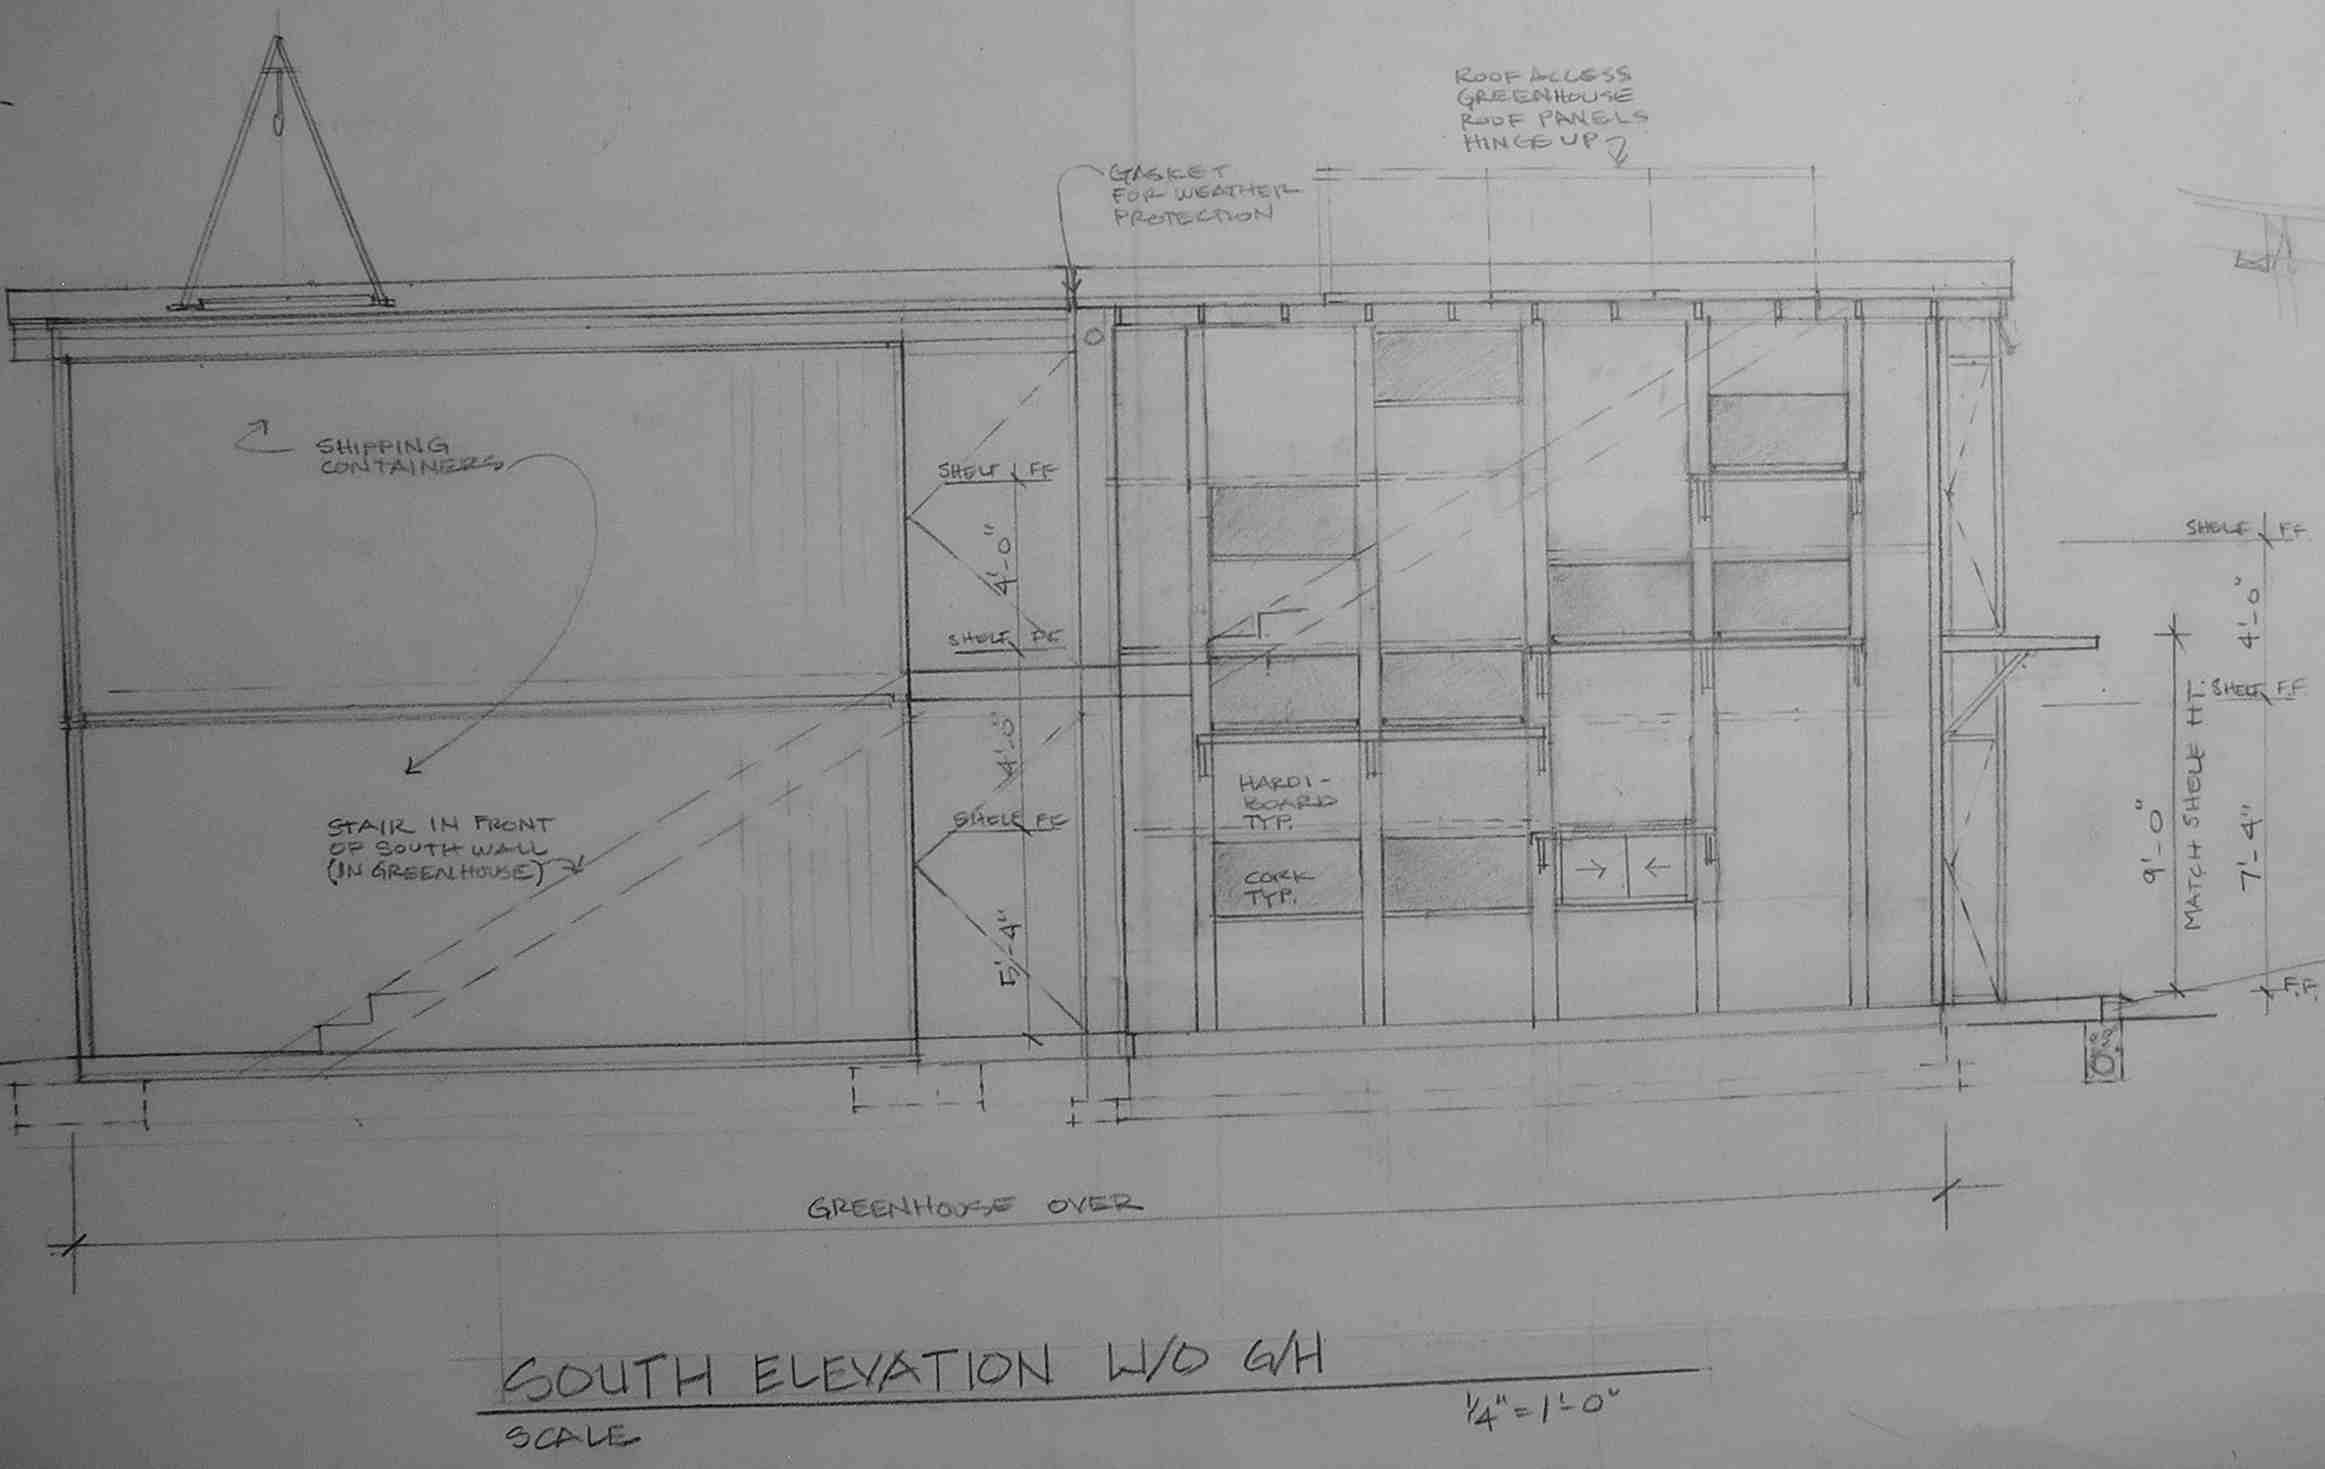 ROOF ACCESS
GREENHOUSE
ROOF PANELS
HINGE UP
GASKET
FOR WEATHER
PROTECTION
SHIPPING
CONTAINERS
SHELF FF
4'-0"
SHELF FF
4'-0"
SHELF FF
5'-4"
STAIR IN FRONT
OF SOUTH WALL
(IN GREENHOUSE)
HARDI-
BOARD
TYP.
CORK
TYP.
SHELF FF
4'-0"
SHELF F.F
9'-0"
MATCH SHELF HT.
7'-4"
F.F.
GREENHOUSE OVER
SOUTH ELEVATION W/O G/H
SCALE 1/4" = 1'-0"